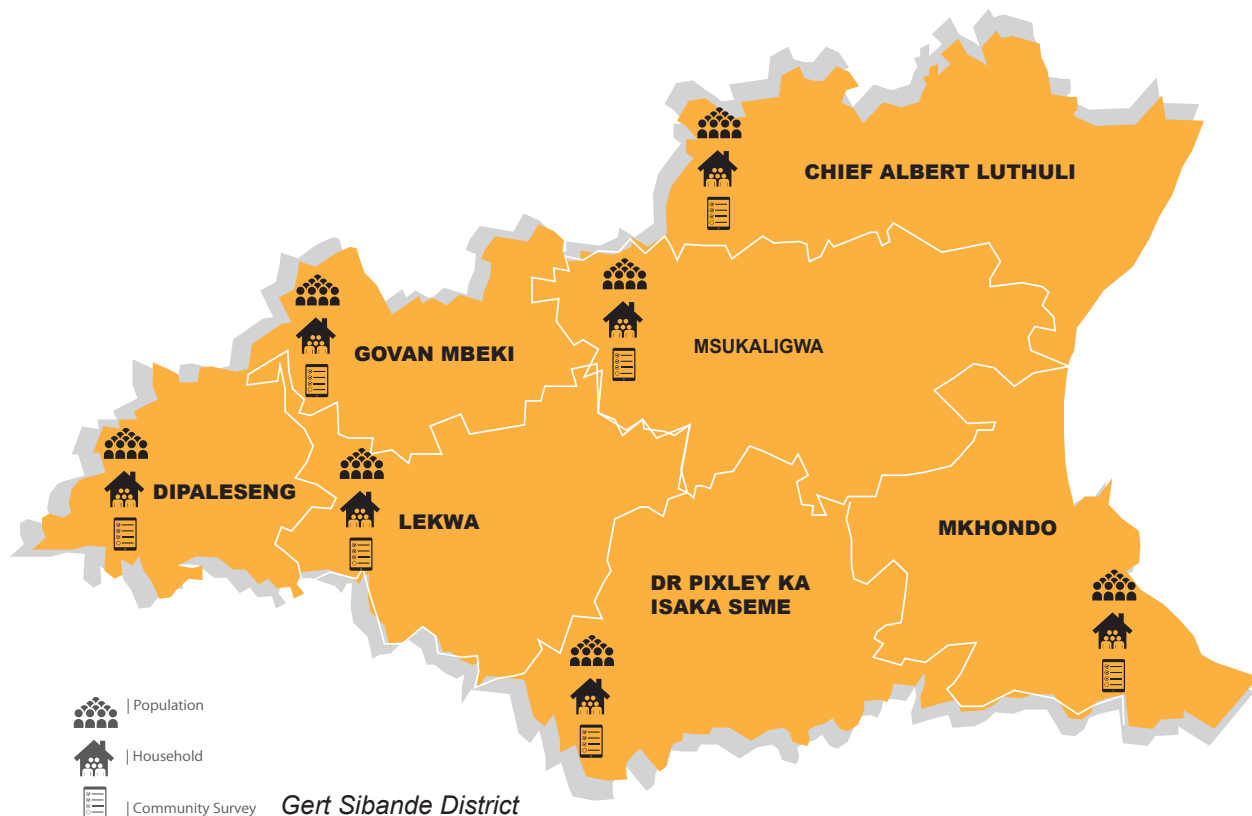 CHIEF ALBERT LUTHULI
MSUKALIGWA
GOVAN MBEKI
DIPALESENG
LEKWA
MKHONDO
DR PIXLEY KA
ISAKA SEME
| Population
| Household
| Community Survey
Gert Sibande District